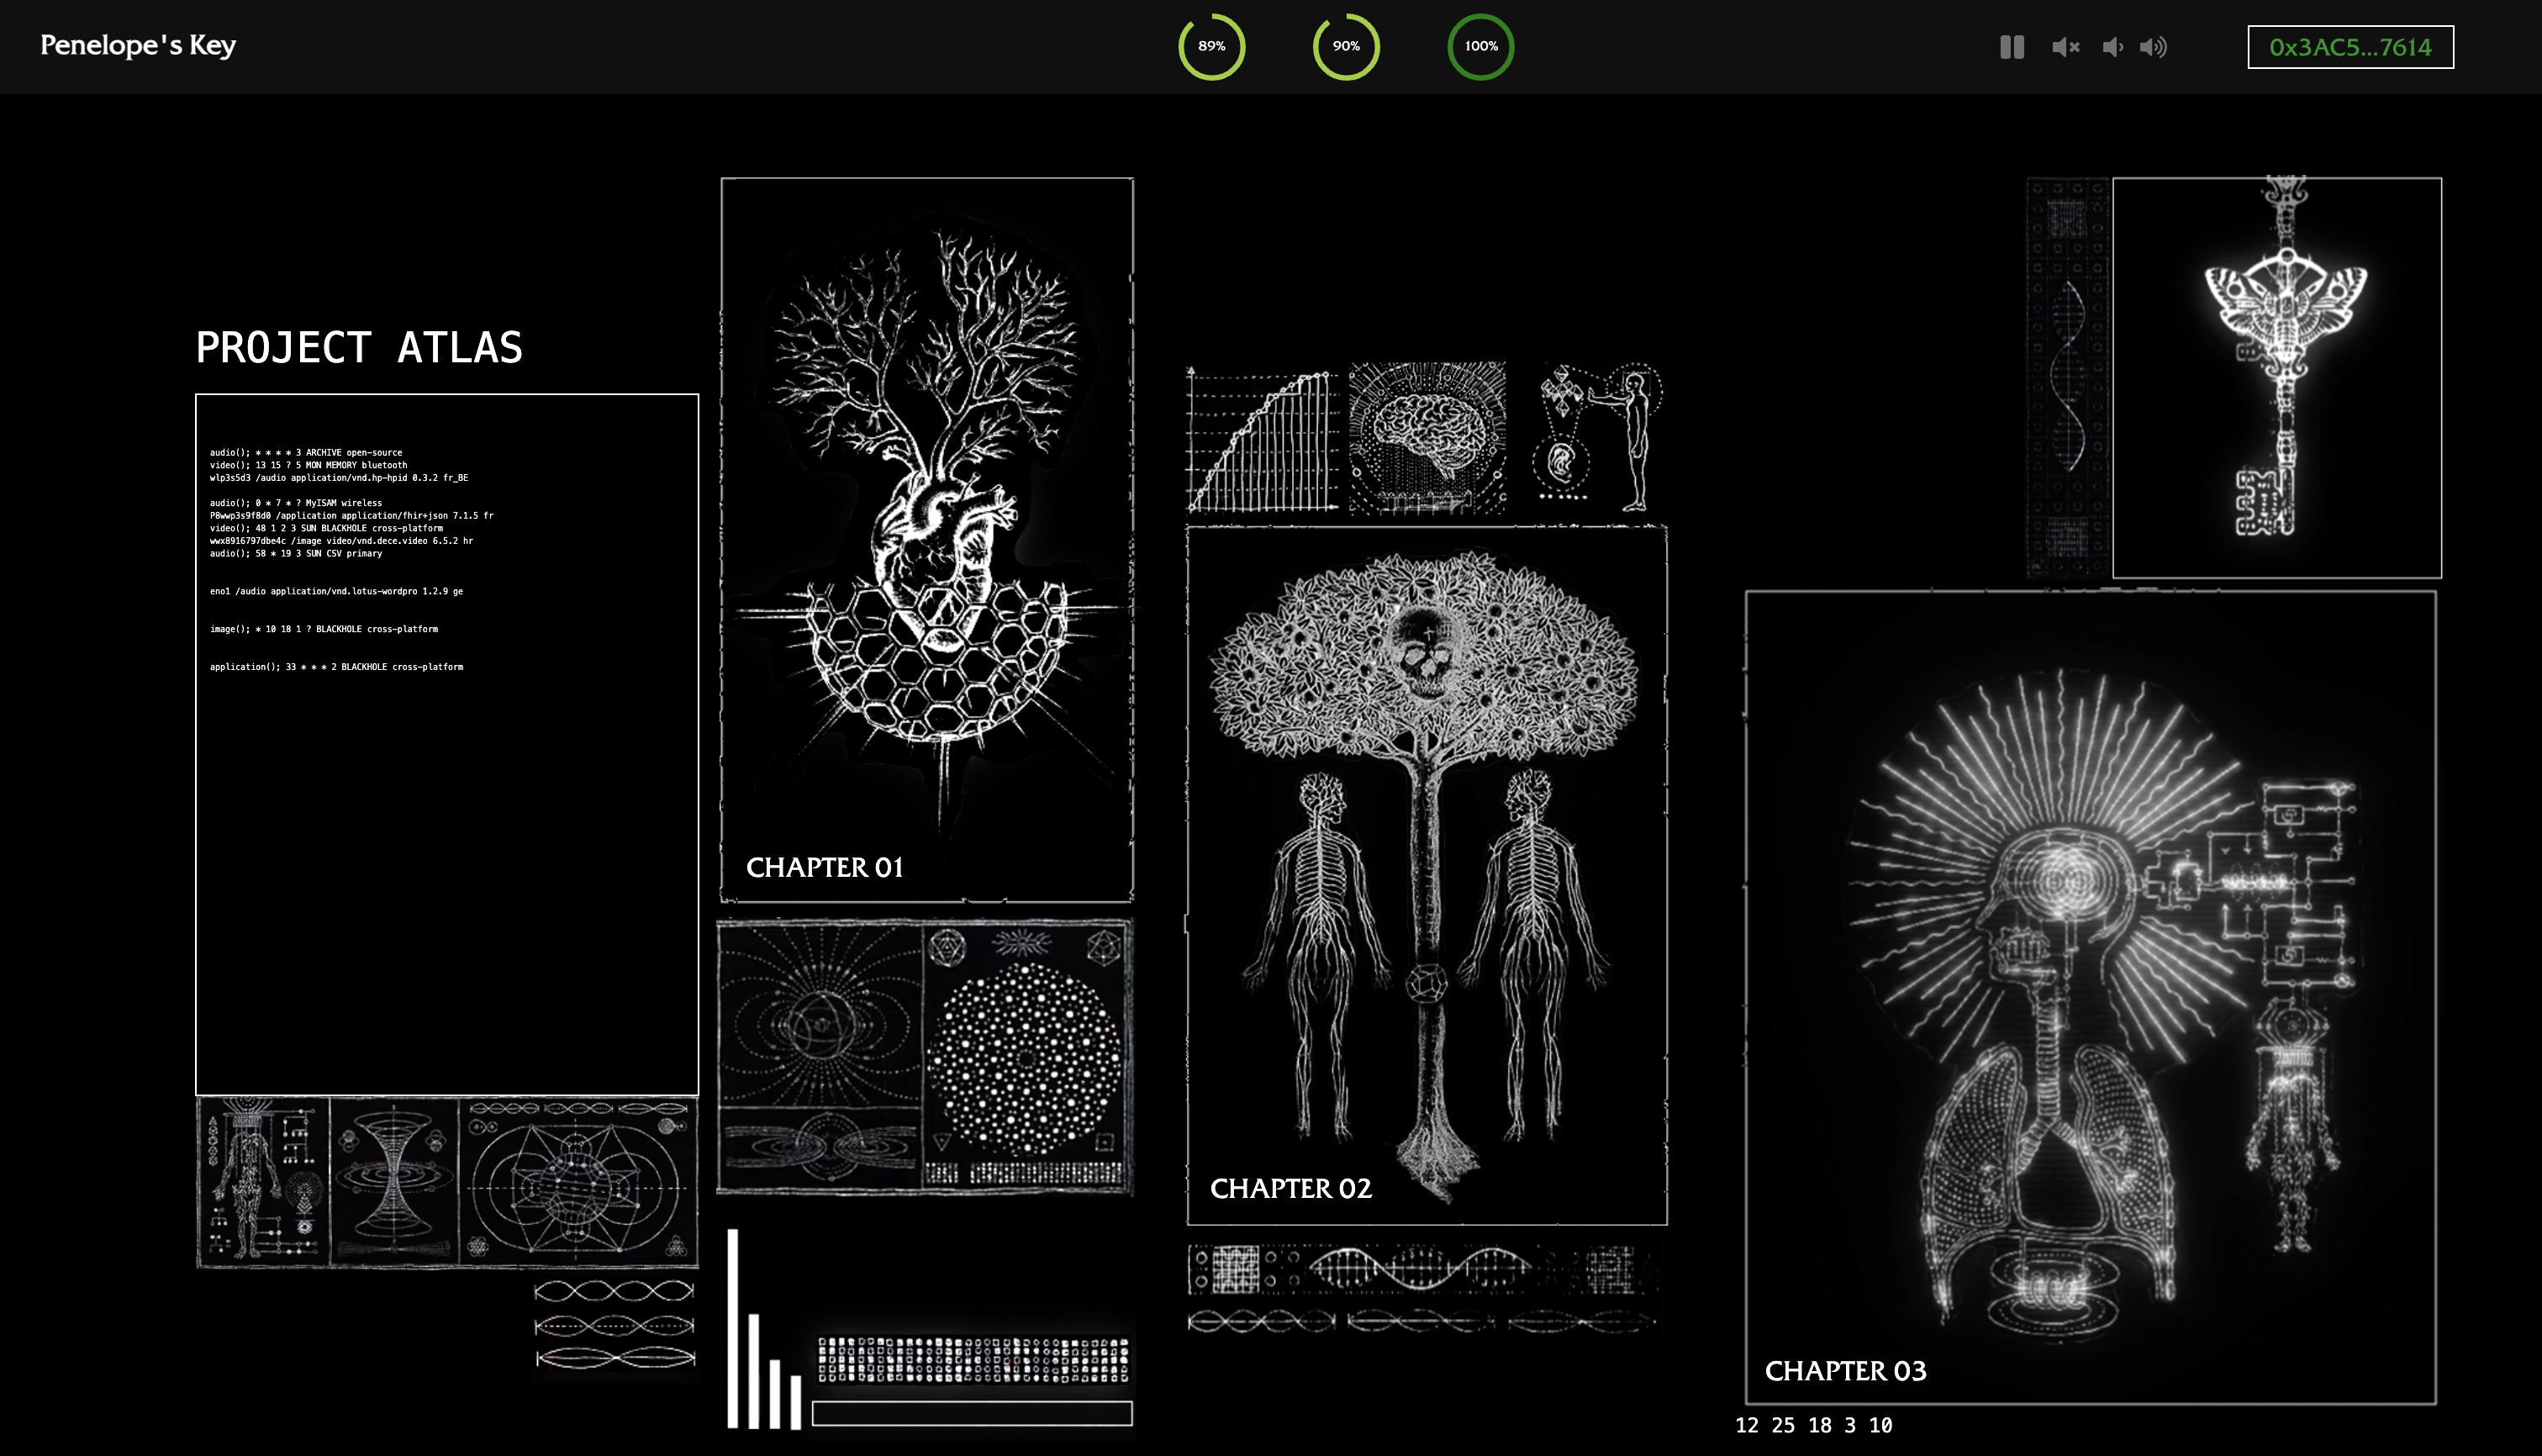 Penelope's Key
89%
90%
100%
0x3AC5...7614
PROJECT ATLAS
audio(); * * * * 3 ARCHIVE open-source
video(); 13 15 ? 5 MON MEMORY bluetooth
wlp3s5d3 /audio application/vnd.hp-hpid 0.3.2 fr_BE
audio(); 0 * 7 * ? MyISAM wireless
P8wwp3s9f8d0 /application application/fhir+json 7.1.5 fr
video(); 48 1 2 3 SUN BLACKHOLE cross-platform
wwx8916797dbe4c /image video/vnd.dece.video 6.5.2 hr
audio(); 58 * 19 3 SUN CSV primary
eno1 /audio application/vnd.lotus-wordpro 1.2.9 ge
image(); * 10 18 1 ? BLACKHOLE cross-platform
application(); 33 * * * 2 BLACKHOLE cross-platform
CHAPTER 01
CHAPTER 02
CHAPTER 03
12 25 18 3 10